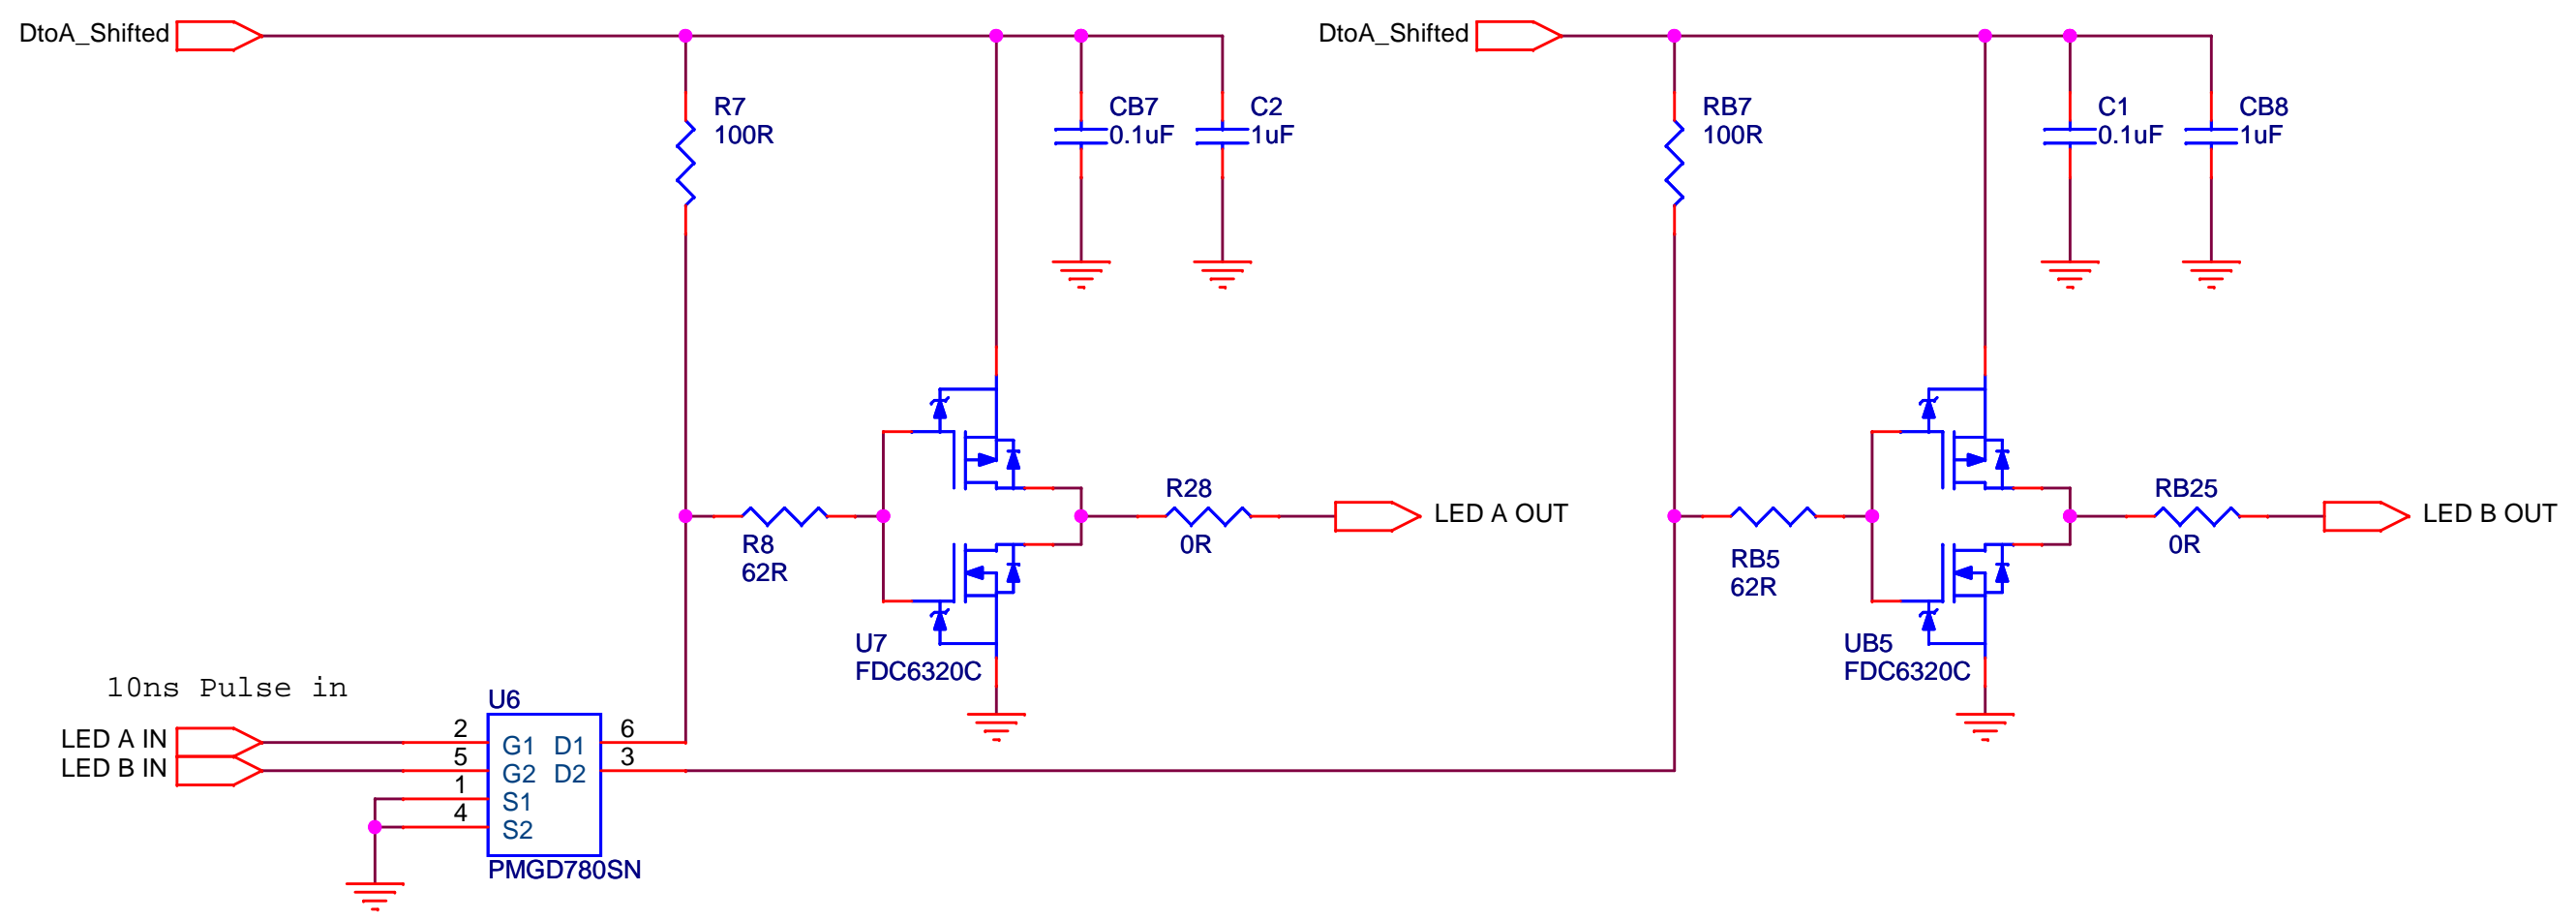 DtoA_Shifted
R7
100R
CB7
0.1uF
C2
1uF
R8
62R
R28
0R
LED A OUT
U7
FDC6320C
10ns Pulse in
LED A IN
LED B IN
U6
2
5
1
4
G1 D1
G2 D2
S1
S2
6
3
PMGD780SN
DtoA_Shifted
RB7
100R
C1
0.1uF
CB8
1uF
RB5
62R
RB25
0R
LED B OUT
UB5
FDC6320C